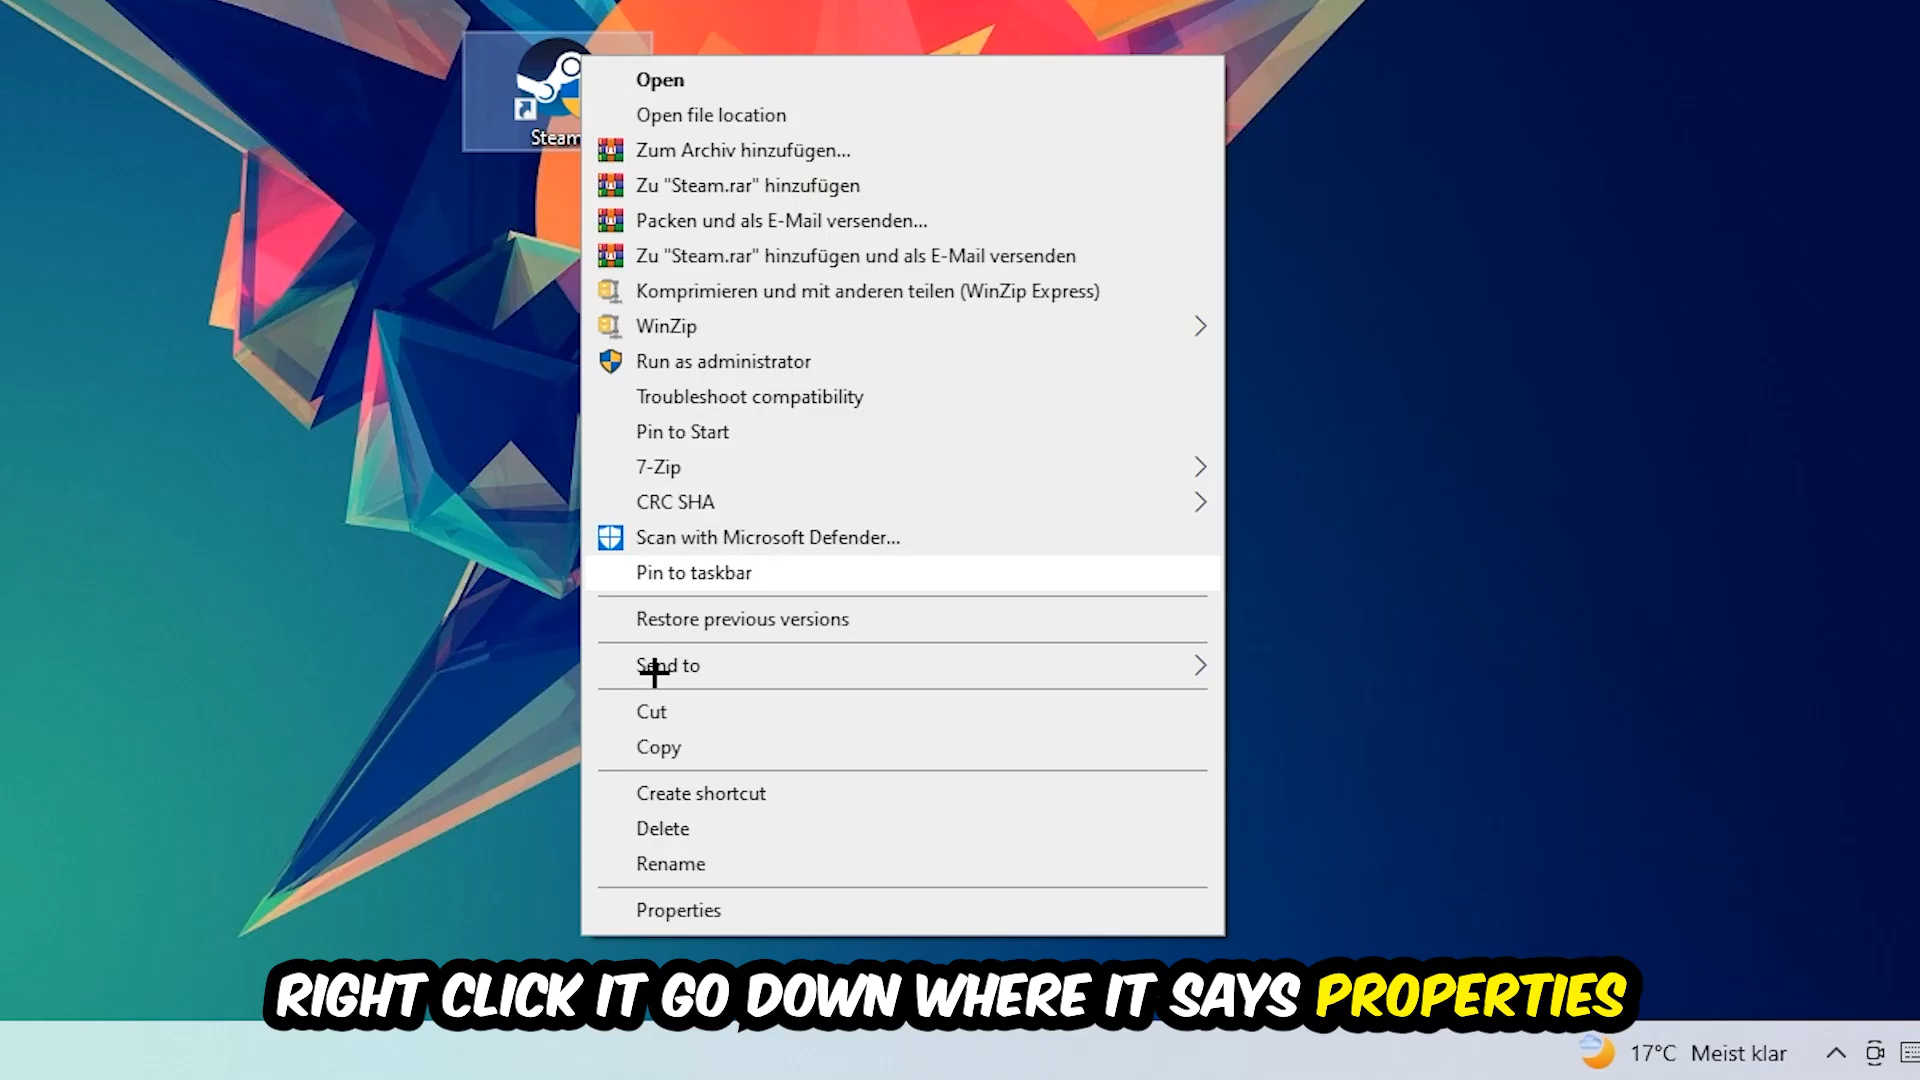 Steam
Open
Open file location
Zum Archiv hinzufügen...
Zu "Steam.rar" hinzufügen
Packen und als E-Mail versenden...
Zu "Steam.rar" hinzufügen und als E-Mail versenden
Komprimieren und mit anderen teilen (WinZip Express)
WinZip
Run as administrator
Troubleshoot compatibility
Pin to Start
7-Zip
CRC SHA
Scan with Microsoft Defender...
Pin to taskbar
Restore previous versions
Send to
Cut
Copy
Create shortcut
Delete
Rename
Properties
RIGHT CLICK IT GO DOWN WHERE IT SAYS PROPERTIES
17°C Meist klar